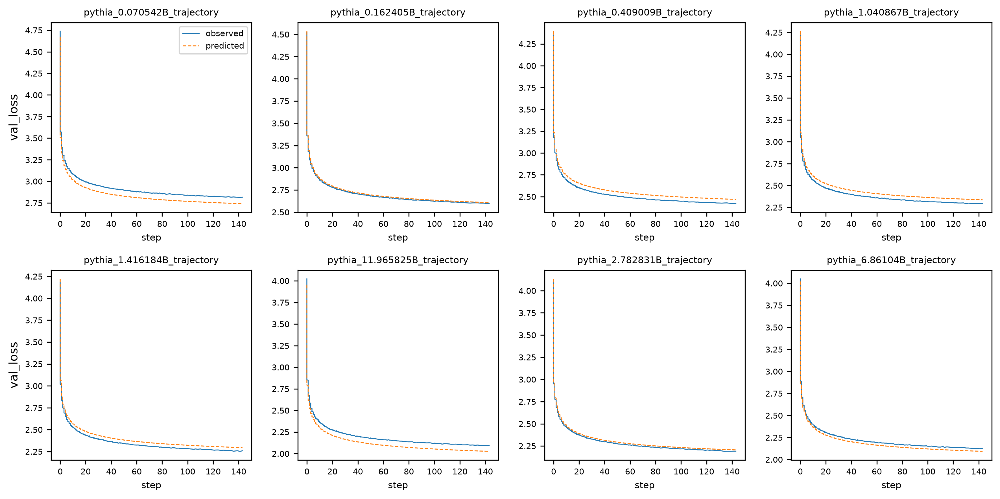 pythia_0.070542B_trajectory
val_loss
4.75
4.50
4.25
4.00
3.75
3.50
3.25
3.00
2.75
observed
predicted
0 20 40 60 80 100 120 140
step
pythia_0.162405B_trajectory
4.50
4.25
4.00
3.75
3.50
3.25
3.00
2.75
2.50
0 20 40 60 80 100 120 140
step
pythia_0.409009B_trajectory
4.25
4.00
3.75
3.50
3.25
3.00
2.75
2.50
0 20 40 60 80 100 120 140
step
pythia_1.040867B_trajectory
4.25
4.00
3.75
3.50
3.25
3.00
2.75
2.50
2.25
0 20 40 60 80 100 120 140
step
pythia_1.416184B_trajectory
val_loss
4.25
4.00
3.75
3.50
3.25
3.00
2.75
2.50
2.25
0 20 40 60 80 100 120 140
step
pythia_11.965825B_trajectory
4.00
3.75
3.50
3.25
3.00
2.75
2.50
2.25
2.00
0 20 40 60 80 100 120 140
step
pythia_2.782831B_trajectory
4.00
3.75
3.50
3.25
3.00
2.75
2.50
2.25
0 20 40 60 80 100 120 140
step
pythia_6.86104B_trajectory
4.00
3.75
3.50
3.25
3.00
2.75
2.50
2.25
2.00
0 20 40 60 80 100 120 140
step